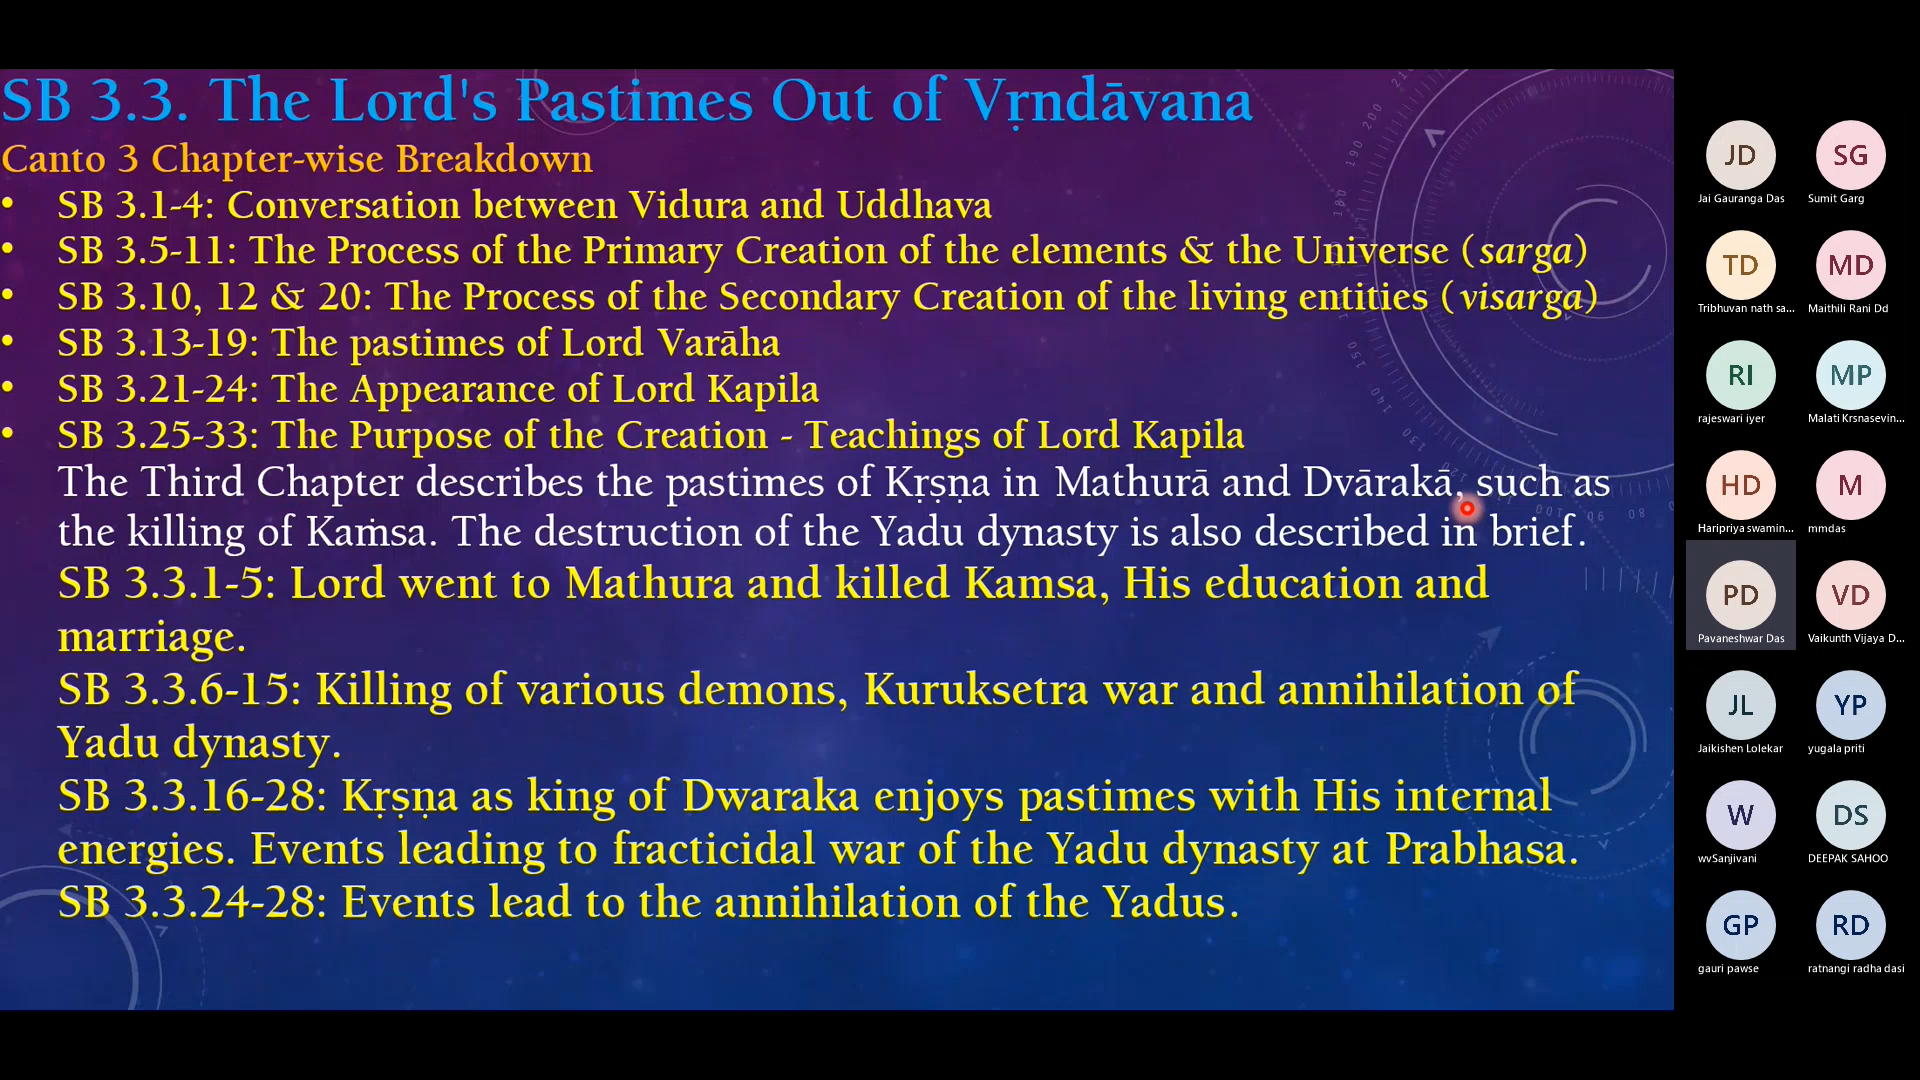 SB 3.3. The Lord's Pastimes Out of Vṛndāvana
Canto 3 Chapter-wise Breakdown
• SB 3.1-4: Conversation between Vidura and Uddhava
• SB 3.5-11: The Process of the Primary Creation of the elements & the Universe (sarga)
• SB 3.10, 12 & 20: The Process of the Secondary Creation of the living entities (visarga)
• SB 3.13-19: The pastimes of Lord Varāha
• SB 3.21-24: The Appearance of Lord Kapila
• SB 3.25-33: The Purpose of the Creation - Teachings of Lord Kapila
The Third Chapter describes the pastimes of Kṛṣṇa in Mathurā and Dvārakā, such as
the killing of Kaṁsa. The destruction of the Yadu dynasty is also described in brief.
SB 3.3.1-5: Lord went to Mathura and killed Kamsa, His education and
marriage.
SB 3.3.6-15: Killing of various demons, Kuruksetra war and annihilation of
Yadu dynasty.
SB 3.3.16-28: Kṛṣṇa as king of Dwaraka enjoys pastimes with His internal
energies. Events leading to fracticidal war of the Yadu dynasty at Prabhasa.
SB 3.3.24-28: Events lead to the annihilation of the Yadus.
JD SG
Jai Gauranga Das Sumit Garg
TD MD
Tribhuvan nath sa... Maithili Rani Dd
RI MP
rajeswari iyer Malati Krsnasevin...
HD M
Haripriya swamin... mmdas
PD VD
Pavaneshwar Das Vaikunth Vijaya D...
JL YP
Jaikishen Lolekar yugala priti
W DS
wvSanjivani DEEPAK SAHOO
GP RD
gauri pawse ratnangi radha dasi